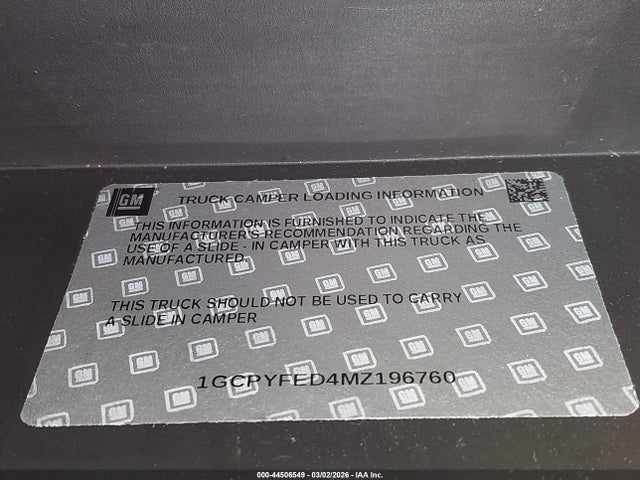 GM
TRUCK CAMPER LOADING INFORMATION
THIS INFORMATION IS FURNISHED TO INDICATE THE
MANUFACTURER'S RECOMMENDATION REGARDING THE
USE OF A SLIDE - IN CAMPER WITH THIS TRUCK AS
MANUFACTURED.
THIS TRUCK SHOULD NOT BE USED TO CARRY
A SLIDE IN CAMPER
1GCPYFED4MZ196760
000-44506549 - 03/02/2026 - IAA Inc.